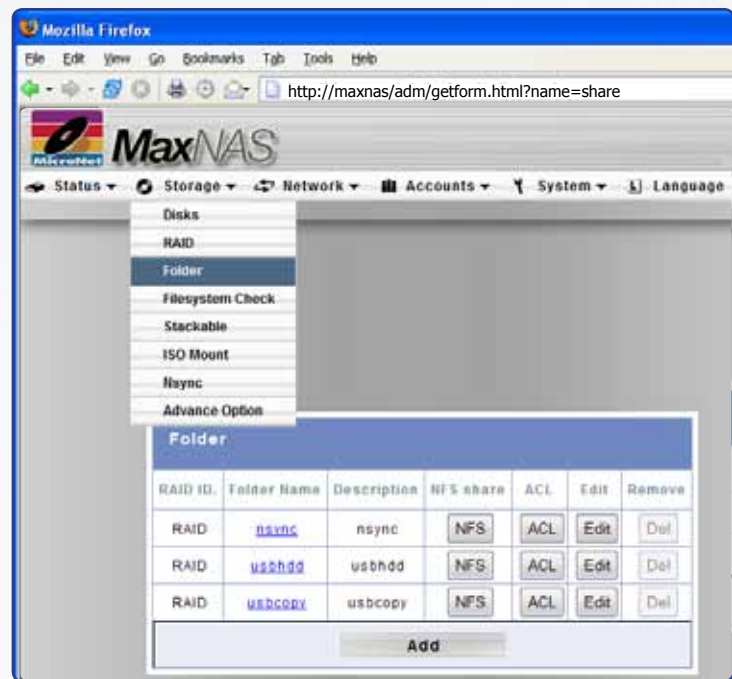 Mozilla Firefox
File Edit View Go Bookmarks Tab Tools Help
http://maxnas/adm/getform.html?name=share
MicroNet
MaxNAS
Status Storage Network Accounts System Language
Disks
RAID
Folder
Filesystem Check
Stackable
ISO Mount
Nsync
Advance Option
Folder
RAID ID. Folder Name Description NFS share ACL Edit Remove
RAID nsync nsync NFS ACL Edit Del
RAID usbhdd usbhdd NFS ACL Edit Del
RAID usbcopy usbcopy NFS ACL Edit Del
Add